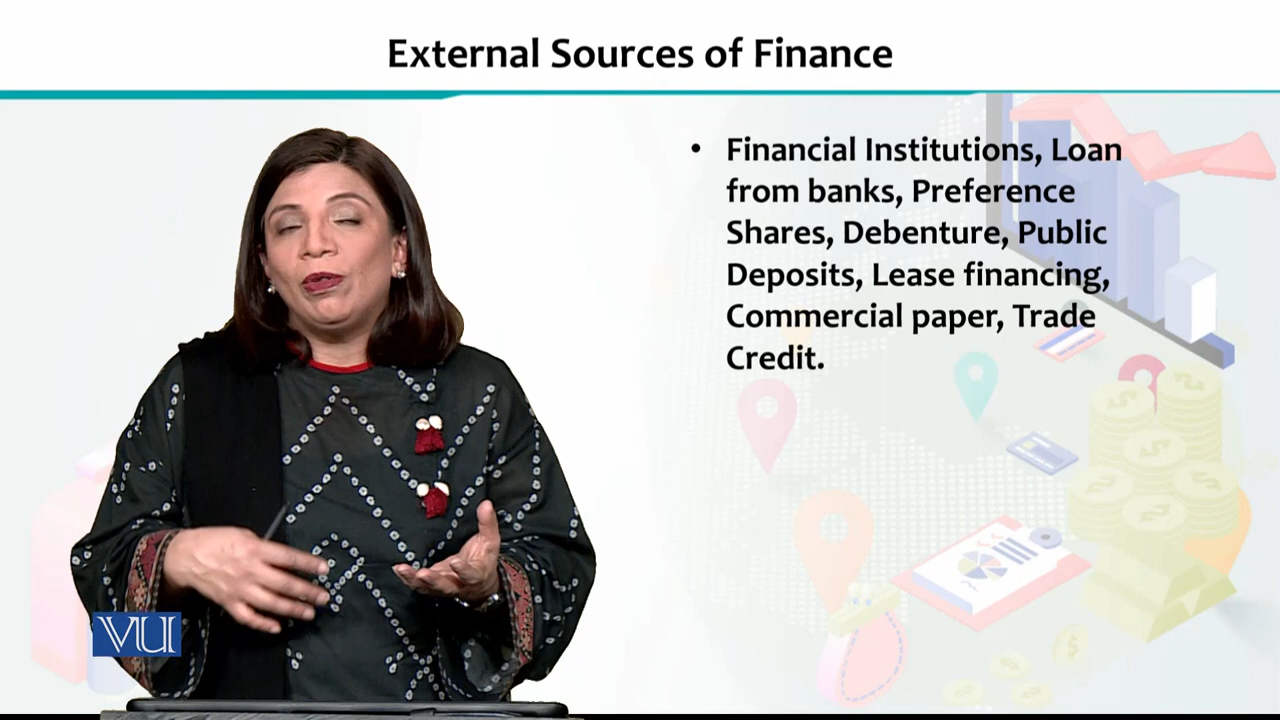 External Sources of Finance
• Financial Institutions, Loan
from banks, Preference
Shares, Debenture, Public
Deposits, Lease financing,
Commercial paper, Trade
Credit.
VU